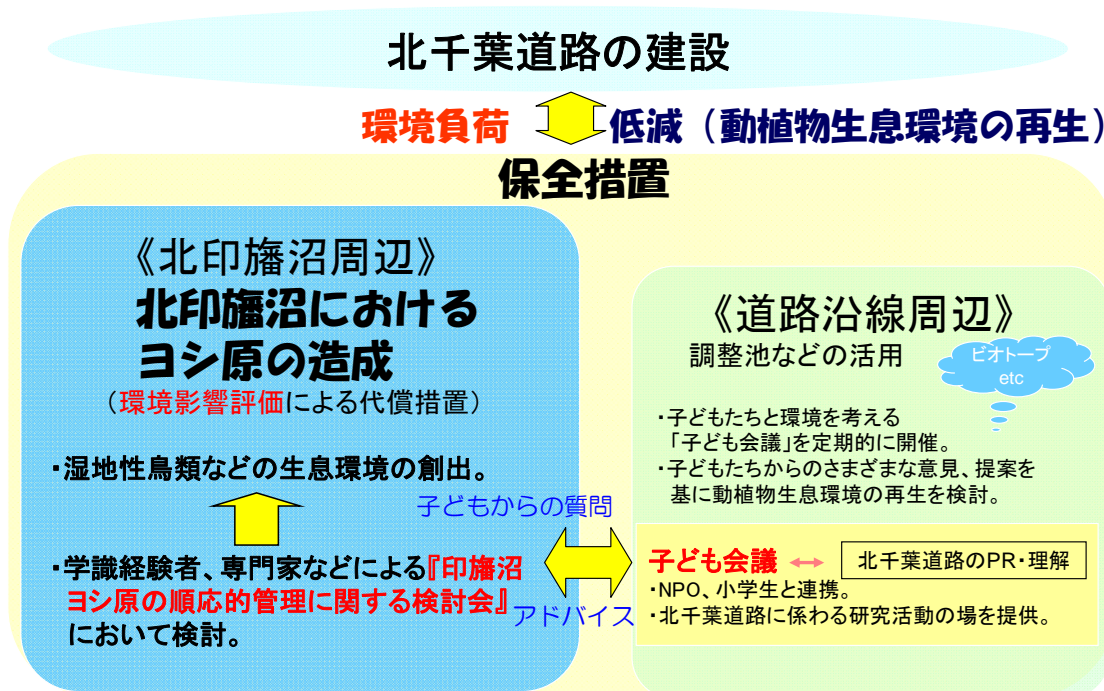 北千葉道路の建設
環境負荷
低減（動植物生息環境の再生）
保全措置
《北印旛沼周辺》
北印旛沼における
ヨシ原の造成
（環境影響評価による代償措置）
・湿地性鳥類などの生息環境の創出。
・学識経験者、専門家などによる『印旛沼
ヨシ原の順応的管理に関する検討会』
において検討。
子どもからの質問
アドバイス
《道路沿線周辺》
調整池などの活用
ビオトープ
etc
・子どもたちと環境を考える
「子ども会議」を定期的に開催。
・子どもたちからのさまざまな意見、提案を
基に動植物生息環境の再生を検討。
子ども会議
北千葉道路のPR・理解
・NPO、小学生と連携。
・北千葉道路に係わる研究活動の場を提供。